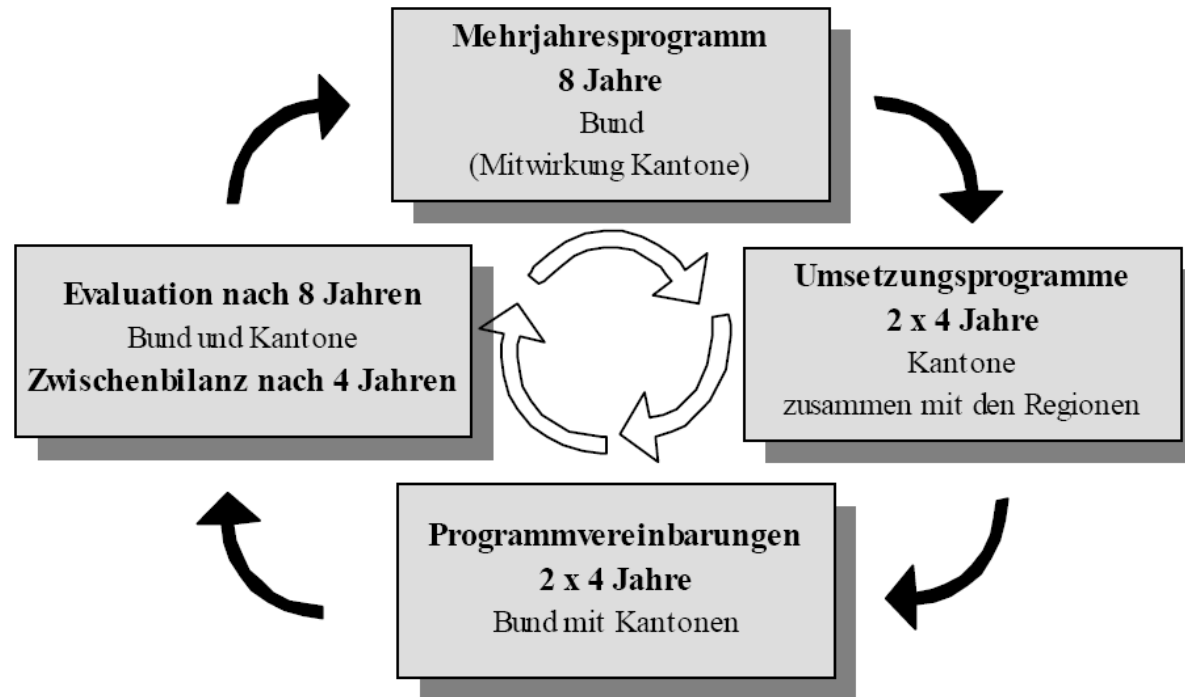 Mehrjahresprogramm
8 Jahre
Bund
(Mitwirkung Kantone)
Umsetzungsprogramme
2 x 4 Jahre
Kantone
zusammen mit den Regionen
Programmvereinbarungen
2 x 4 Jahre
Bund mit Kantonen
Evaluation nach 8 Jahren
Bund und Kantone
Zwischenbilanz nach 4 Jahren